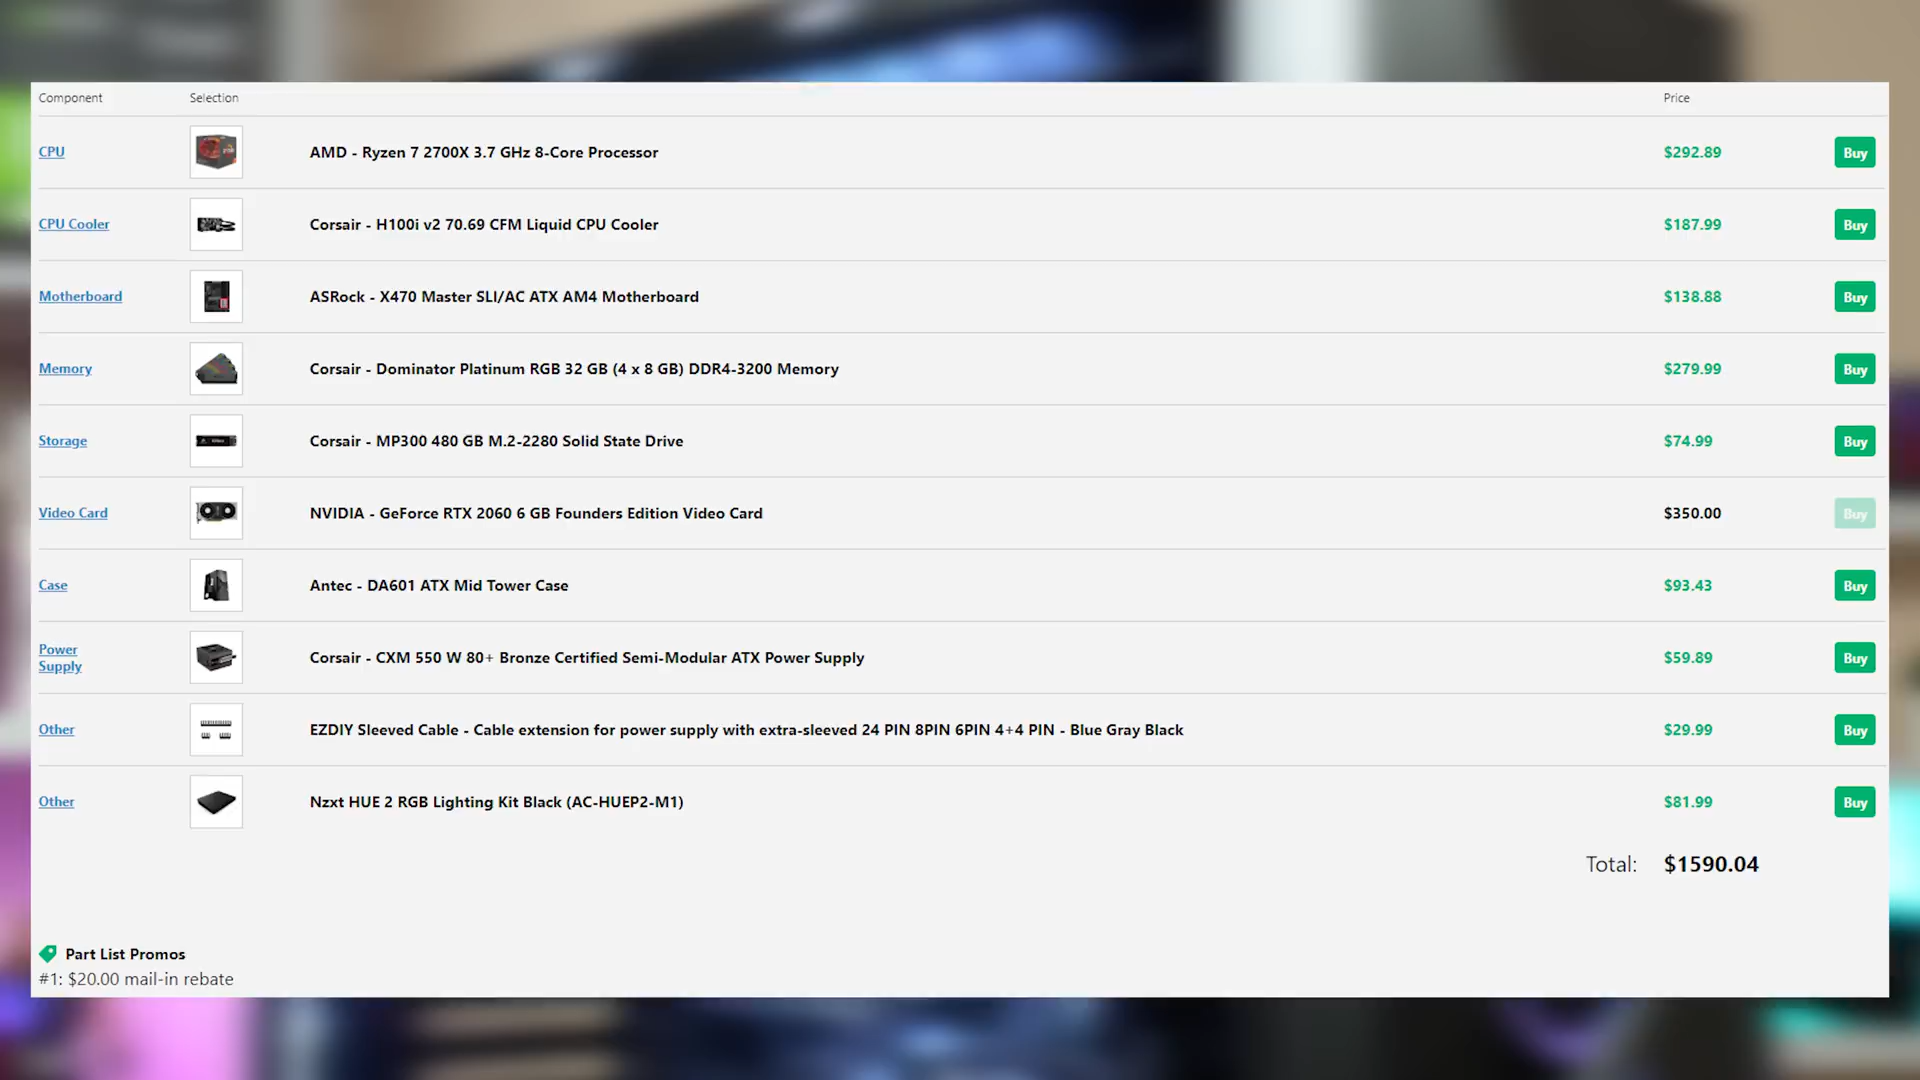 Component Selection Price
CPU AMD - Ryzen 7 2700X 3.7 GHz 8-Core Processor $292.89 Buy
CPU Cooler Corsair - H100i v2 70.69 CFM Liquid CPU Cooler $187.99 Buy
Motherboard ASRock - X470 Master SLI/AC ATX AM4 Motherboard $138.88 Buy
Memory Corsair - Dominator Platinum RGB 32 GB (4 x 8 GB) DDR4-3200 Memory $279.99 Buy
Storage Corsair - MP300 480 GB M.2-2280 Solid State Drive $74.99 Buy
Video Card NVIDIA - GeForce RTX 2060 6 GB Founders Edition Video Card $350.00 Buy
Case Antec - DA601 ATX Mid Tower Case $93.43 Buy
Power
Supply Corsair - CXM 550 W 80+ Bronze Certified Semi-Modular ATX Power Supply $59.89 Buy
Other EZDIY Sleeved Cable - Cable extension for power supply with extra-sleeved 24 PIN 8PIN 6PIN 4+4 PIN - Blue Gray Black $29.99 Buy
Other Nzxt HUE 2 RGB Lighting Kit Black (AC-HUEP2-M1) $81.99 Buy
Total: $1590.04
Part List Promos
#1: $20.00 mail-in rebate